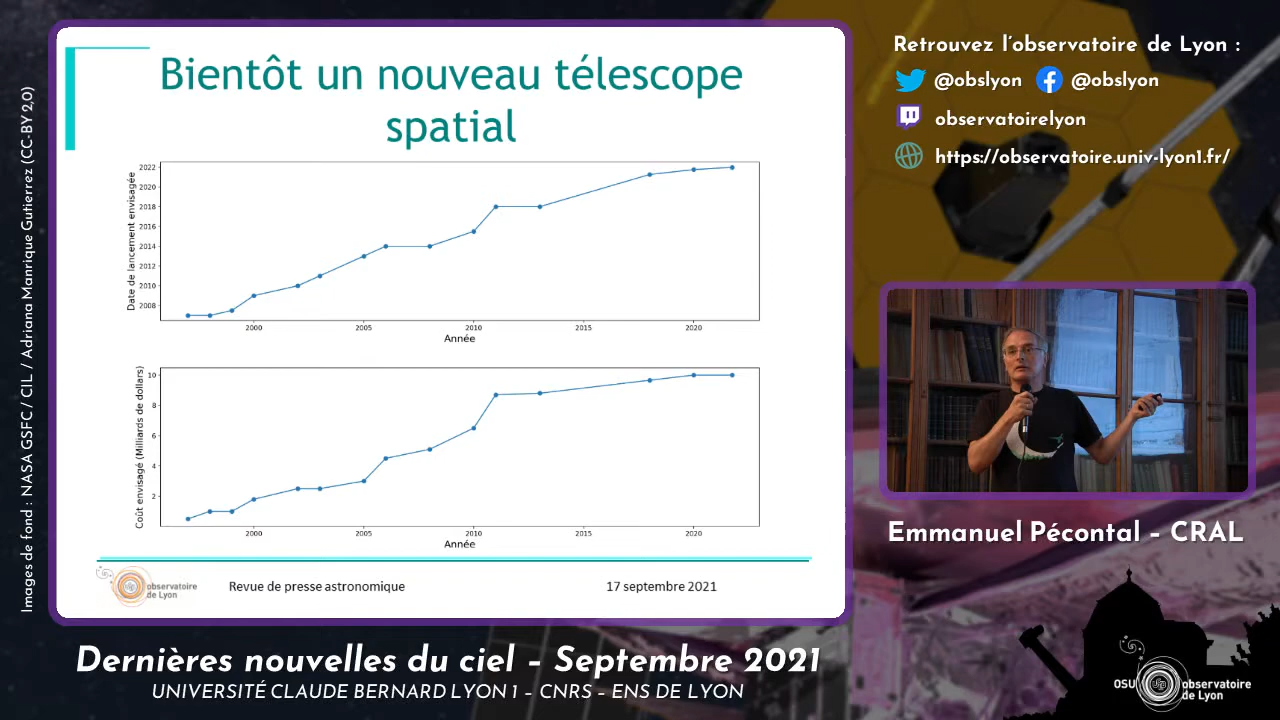 Images de fond : NASA GSFC / CIL / Adriana Manrique Gutierrez (CC-BY 2.0)
Bientôt un nouveau télescope
spatial
Date de lancement envisagée
2022
2020
2018
2016
2014
2012
2010
2008
2000
2005
2010
2015
2020
Année
Coût envisagé (Milliards de dollars)
10
8
6
4
2
2000
2005
2010
2015
2020
Année
observatoire
de Lyon
Revue de presse astronomique
17 septembre 2021
Retrouvez l'observatoire de Lyon :
@obslyon @obslyon
observatoirelyon
https://observatoire.univ-lyon1.fr/
Emmanuel Pécontal – CRAL
Dernières nouvelles du ciel – Septembre 2021
UNIVERSITÉ CLAUDE BERNARD LYON 1 – CNRS – ENS DE LYON
OSU observatoire
de Lyon